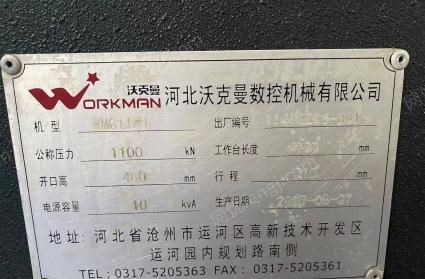 沃克曼
WORKMAN 河北沃克曼数控机械有限公司
机型 出厂编号
公称压力 1100 kN 工作台长度 mm
开口高 460 mm 行程 mm
电源容量 10 kvA 生产日期
地址：河北省沧州市运河区高新技术开发区
运河园内规划路南侧
TEL：0317-5205363 FAX：0317-5205361